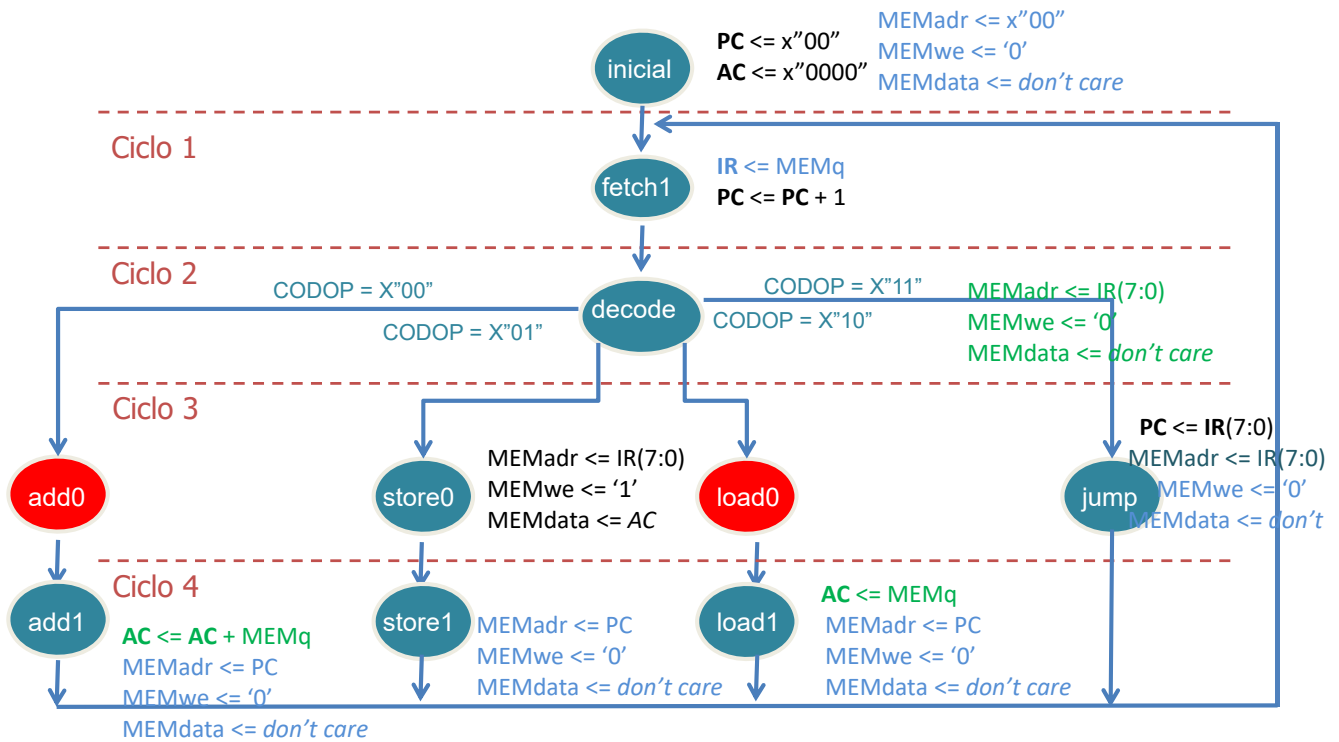 inicial
PC <= x”00”
AC <= x”0000”
MEMadr <= x”00”
MEMwe <= ‘0’
MEMdata <= don’t care
Ciclo 1
fetch1
IR <= MEMq
PC <= PC + 1
Ciclo 2
CODOP = X”00”
CODOP = X”01”
decode
CODOP = X”11”
CODOP = X”10”
MEMadr <= IR(7:0)
MEMwe <= ‘0’
MEMdata <= don’t care
Ciclo 3
add0
store0
MEMadr <= IR(7:0)
MEMwe <= ‘1’
MEMdata <= AC
load0
jump
PC <= IR(7:0)
MEMadr <= IR(7:0)
MEMwe <= ‘0’
MEMdata <= don’t
Ciclo 4
add1
AC <= AC + MEMq
MEMadr <= PC
MEMwe <= ‘0’
MEMdata <= don’t care
store1
MEMadr <= PC
MEMwe <= ‘0’
MEMdata <= don’t care
load1
AC <= MEMq
MEMadr <= PC
MEMwe <= ‘0’
MEMdata <= don’t care